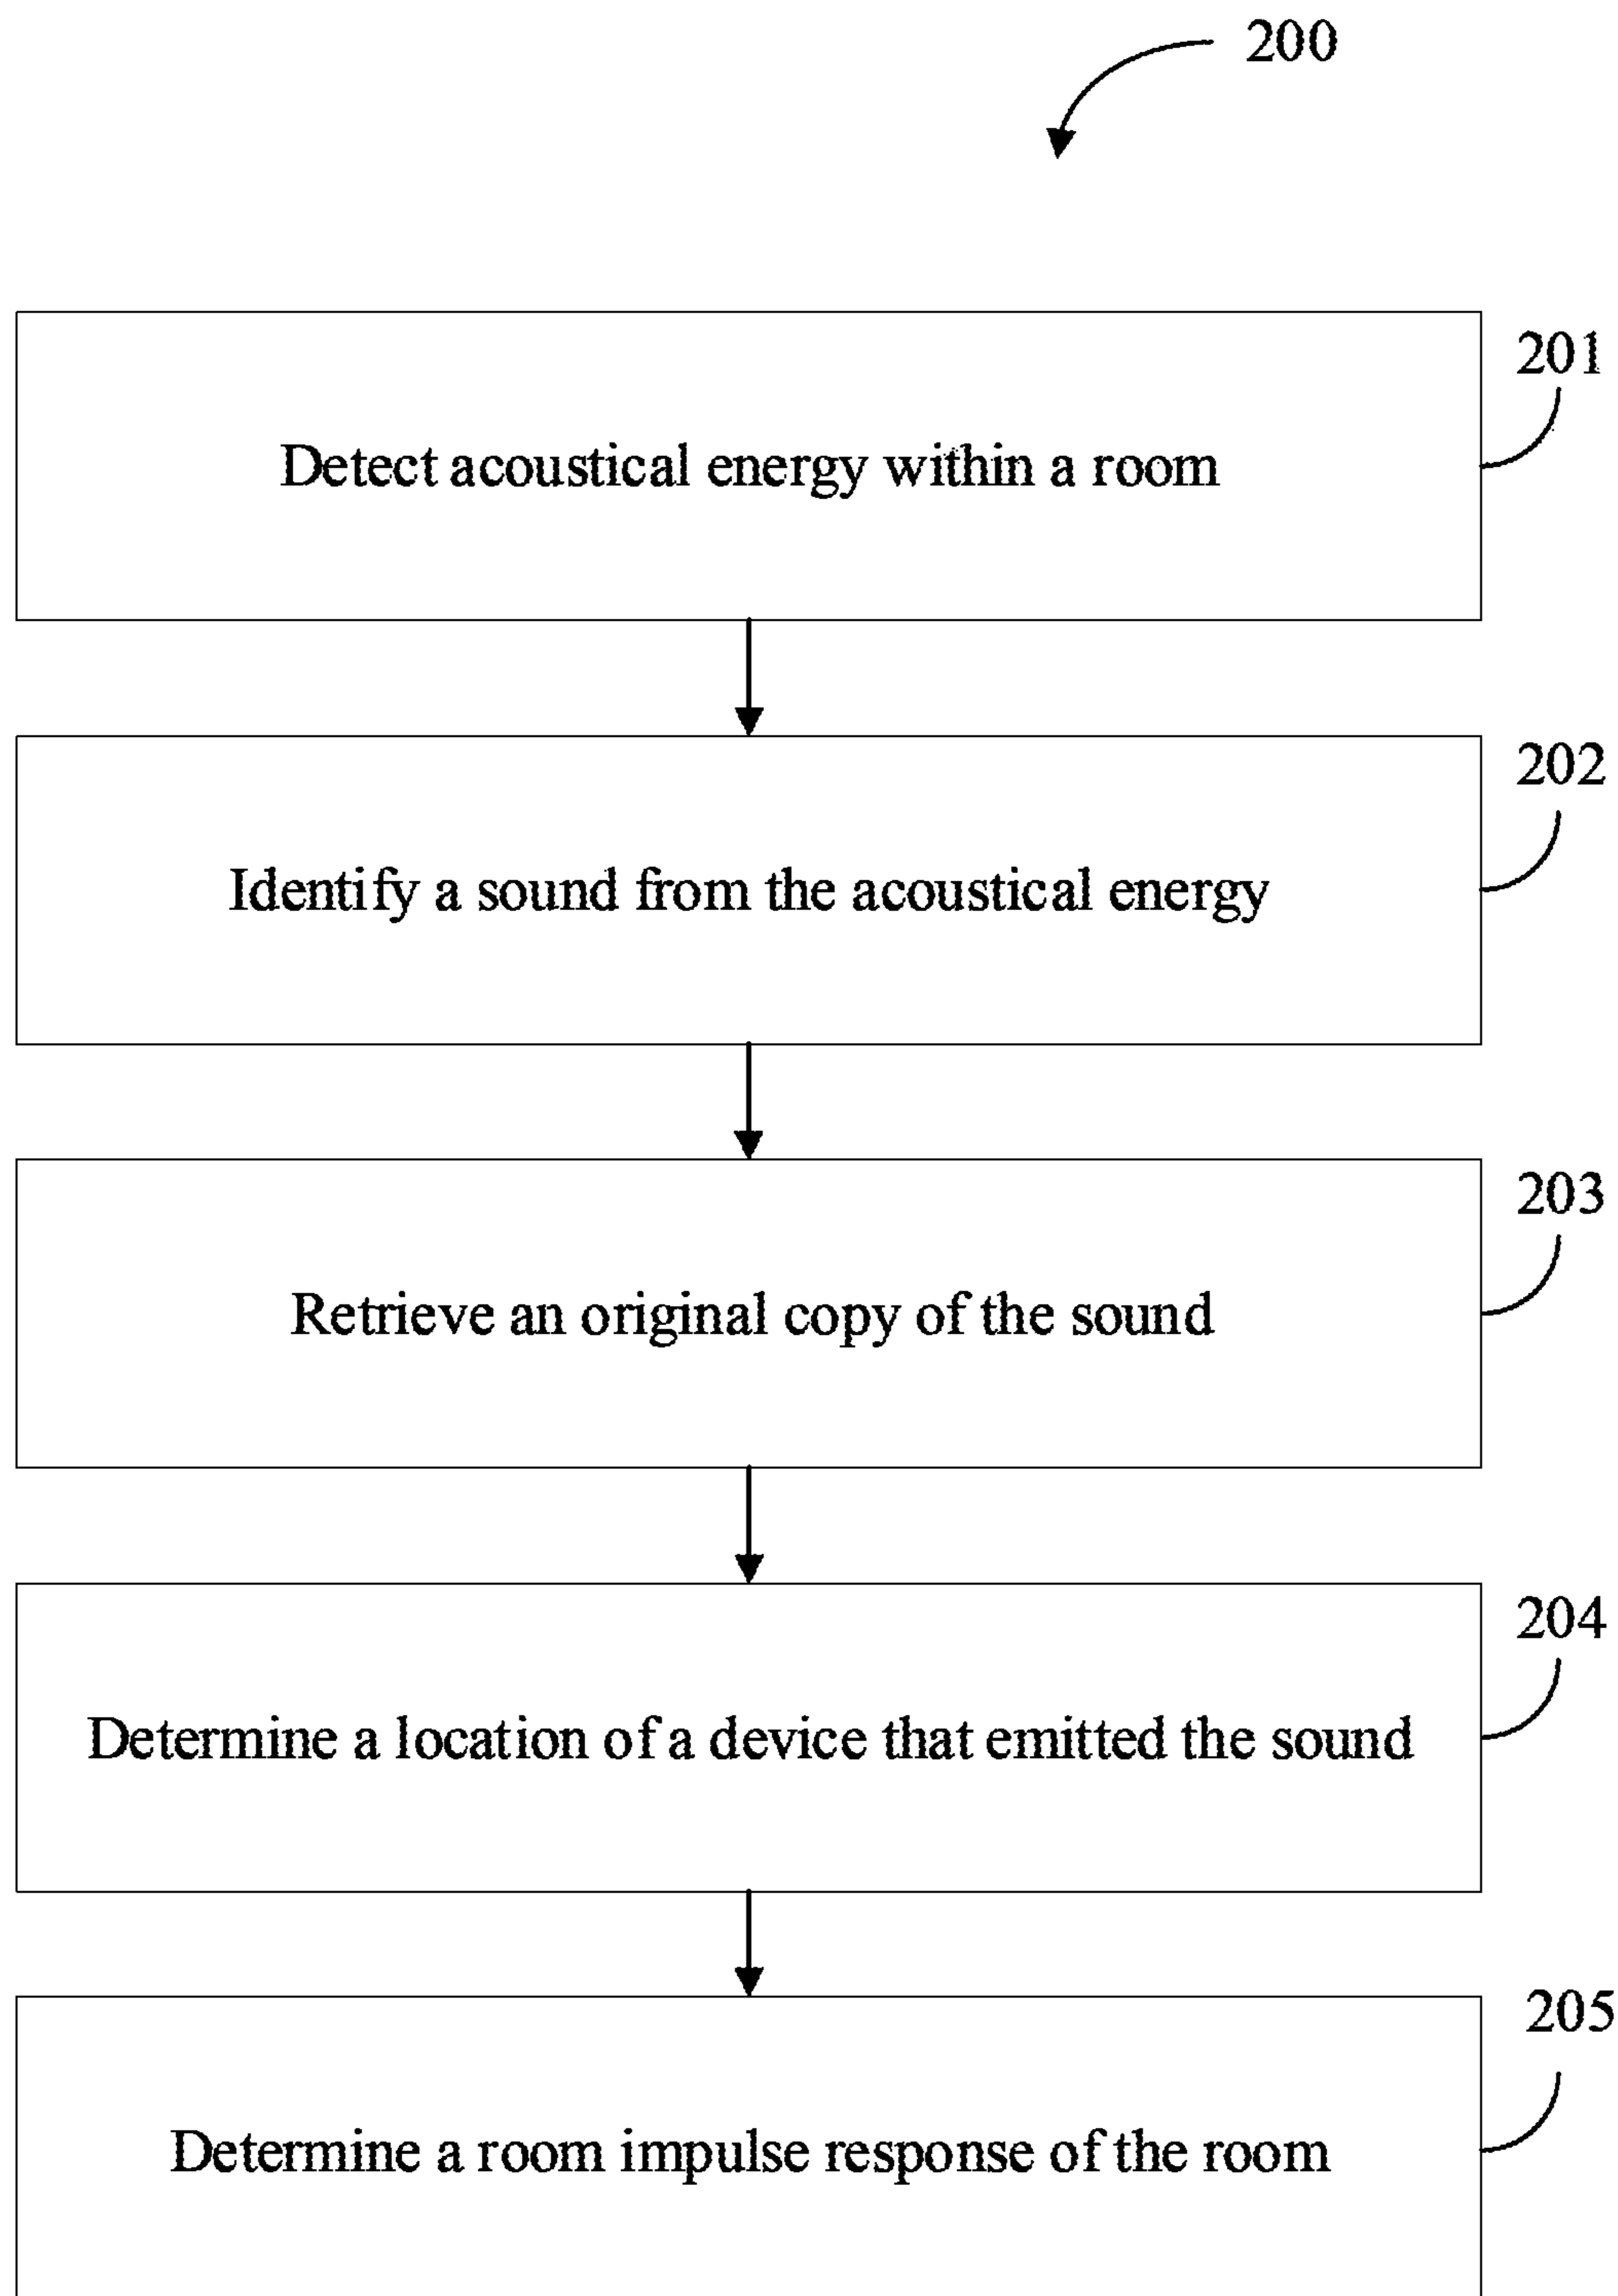 200
201
Detect acoustical energy within a room
202
Identify a sound from the acoustical energy
203
Retrieve an original copy of the sound
204
Determine a location of a device that emitted the sound
205
Determine a room impulse response of the room